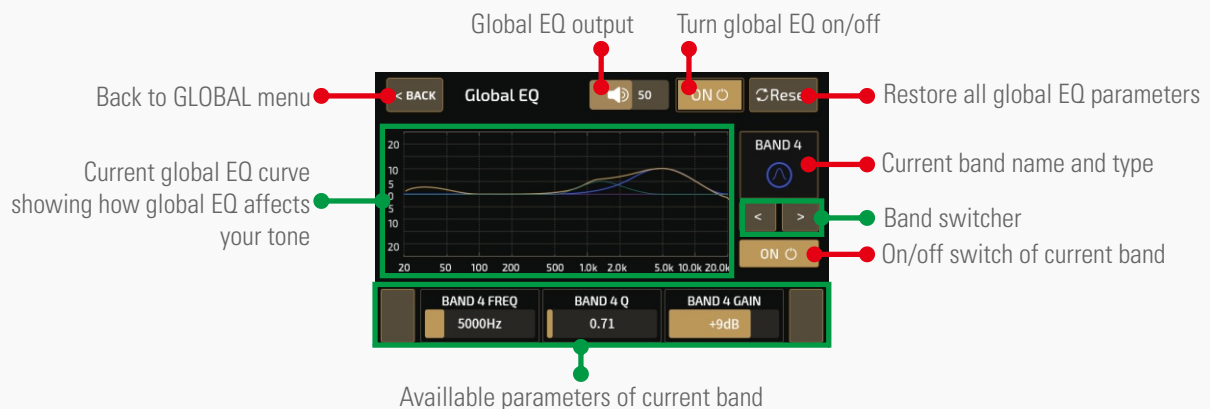 Global EQ output
Turn global EQ on/off
Back to GLOBAL menu
< BACK
Global EQ
50
ON
Reset
Restore all global EQ parameters
Current global EQ curve
showing how global EQ affects
your tone
20
10
5
0
5
10
20
20 50 100 200 500 1.0k 2.0k 5.0k 10.0k 20.0k
BAND 4
Current band name and type
< >
Band switcher
ON
On/off switch of current band
BAND 4 FREQ
5000Hz
BAND 4 Q
0.71
BAND 4 GAIN
+9dB
Availlable parameters of current band